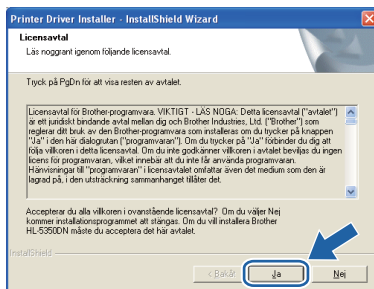 Printer Driver Installer - InstallShield Wizard
Licensavtal
Läs noggrant igenom följande licensavtal.
Tryck på PgDn för att visa resten av avtalet.
Licensavtal för Brother-programvara. VIKTIGT - LÄS NOGA: Detta licensavtal ("avtalet")
är ett juridiskt bindande avtal mellan dig och Brother Industries, Ltd. ("Brother") som
reglerar ditt bruk av den Brother-programvara som installeras om du trycker på knappen
"Ja" i den här dialogrutan ("programvaran"). Om du trycker på "Ja" förbinder du dig att
följa villkoren i detta licensavtal. Om du inte godkänner villkoren i avtalet beviljas du ingen
licens för programvaran, vilket innebär att du inte får använda programvaran.
Hänvisningar till "programvaran" i licensavtalet omfattar även det medium som den är
lagrad på, i den utsträckning sammanhanget tillåter det.
Accepterar du alla villkoren i ovanstående licensavtal? Om du väljer Nej
kommer installationsprogrammet att stängas. Om du vill installera Brother
HL-5350DN måste du acceptera det här avtalet.
InstallShield
< Bakåt
Ja
Nej